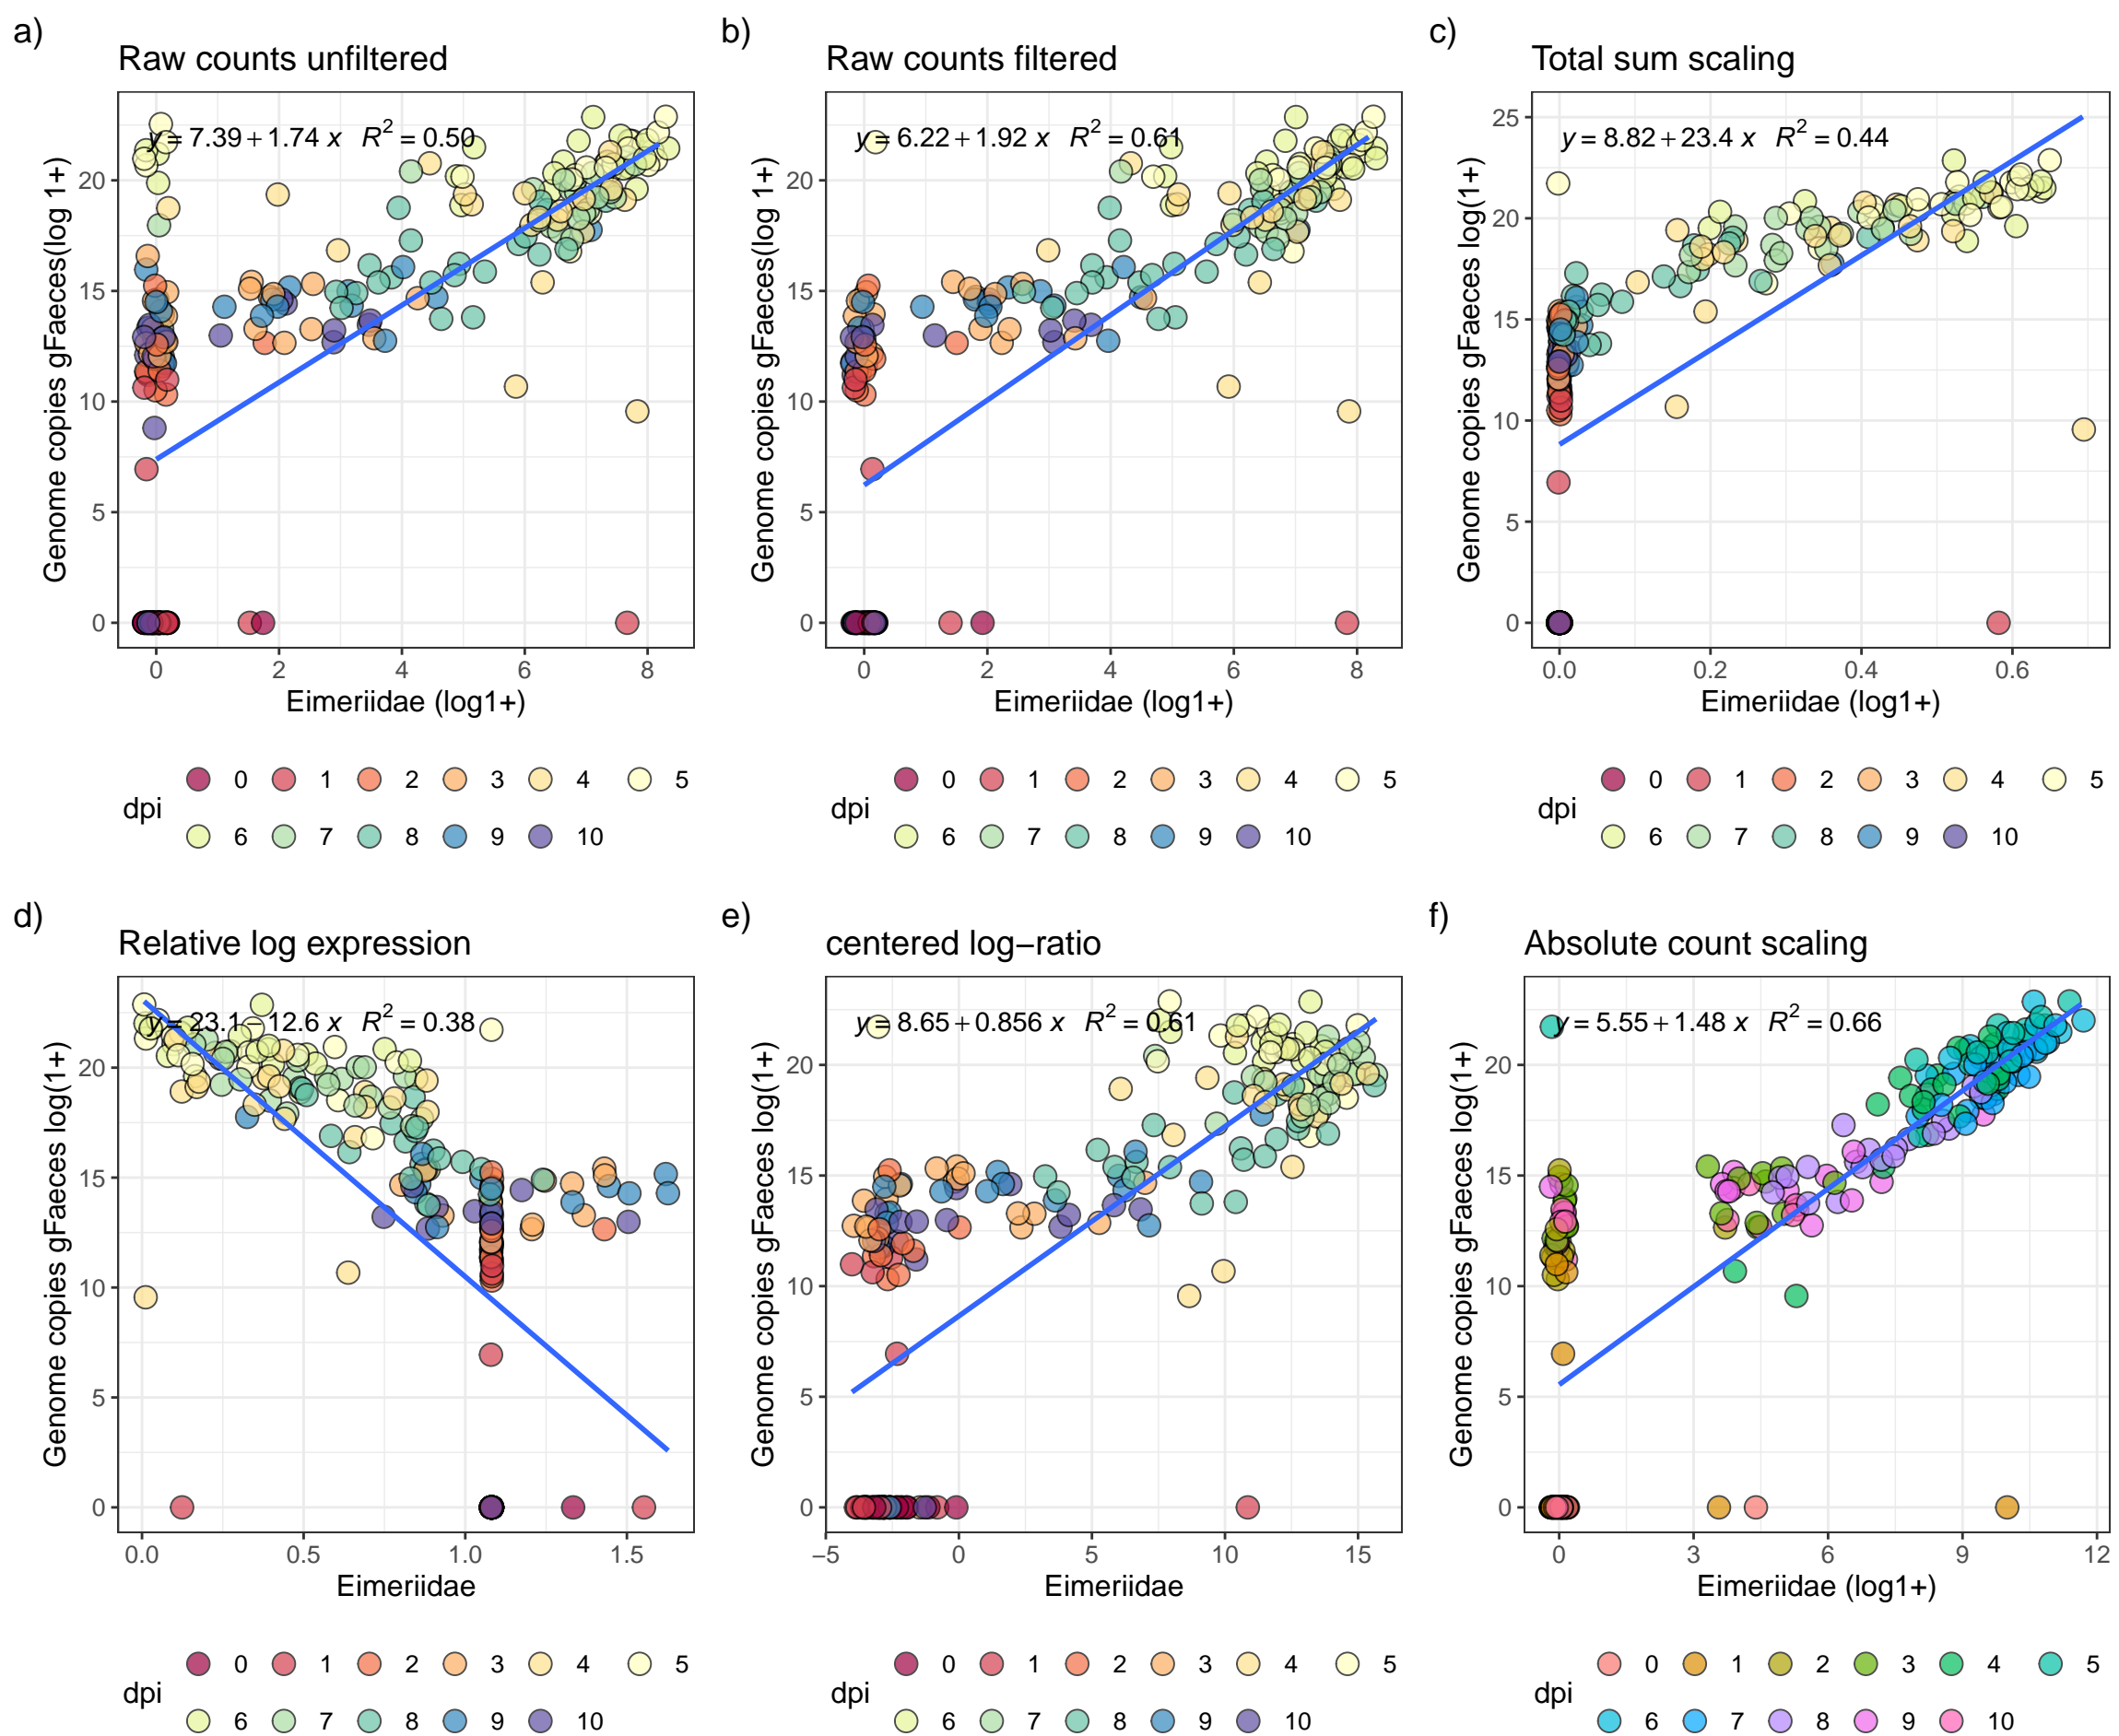 a)
Raw counts unfiltered
y = 7.39 + 1.74 x R² = 0.50
Genome copies gFaeces(log 1+)
20
15
10
5
0
0 2 4 6 8
Eimeriidae (log1+)
dpi
0 1 2 3 4 5
6 7 8 9 10
b)
Raw counts filtered
y = 6.22 + 1.92 x R² = 0.61
Genome copies gFaeces(log 1+)
20
15
10
5
0
0 2 4 6 8
Eimeriidae (log1+)
dpi
0 1 2 3 4 5
6 7 8 9 10
c)
Total sum scaling
y = 8.82 + 23.4 x R² = 0.44
Genome copies gFaeces log(1+)
25
20
15
10
5
0
0.0 0.2 0.4 0.6
Eimeriidae (log1+)
dpi
0 1 2 3 4 5
6 7 8 9 10
d)
Relative log expression
y = 23.1 − 12.6 x R² = 0.38
Genome copies gFaeces log(1+)
20
15
10
5
0
0.0 0.5 1.0 1.5
Eimeriidae
dpi
0 1 2 3 4 5
6 7 8 9 10
e)
centered log−ratio
y = 8.65 + 0.856 x R² = 0.61
Genome copies gFaeces log(1+)
20
15
10
5
0
−5 0 5 10 15
Eimeriidae
dpi
0 1 2 3 4 5
6 7 8 9 10
f)
Absolute count scaling
y = 5.55 + 1.48 x R² = 0.66
Genome copies gFaeces log(1+)
20
15
10
5
0
0 3 6 9 12
Eimeriidae (log1+)
dpi
0 1 2 3 4 5
6 7 8 9 10